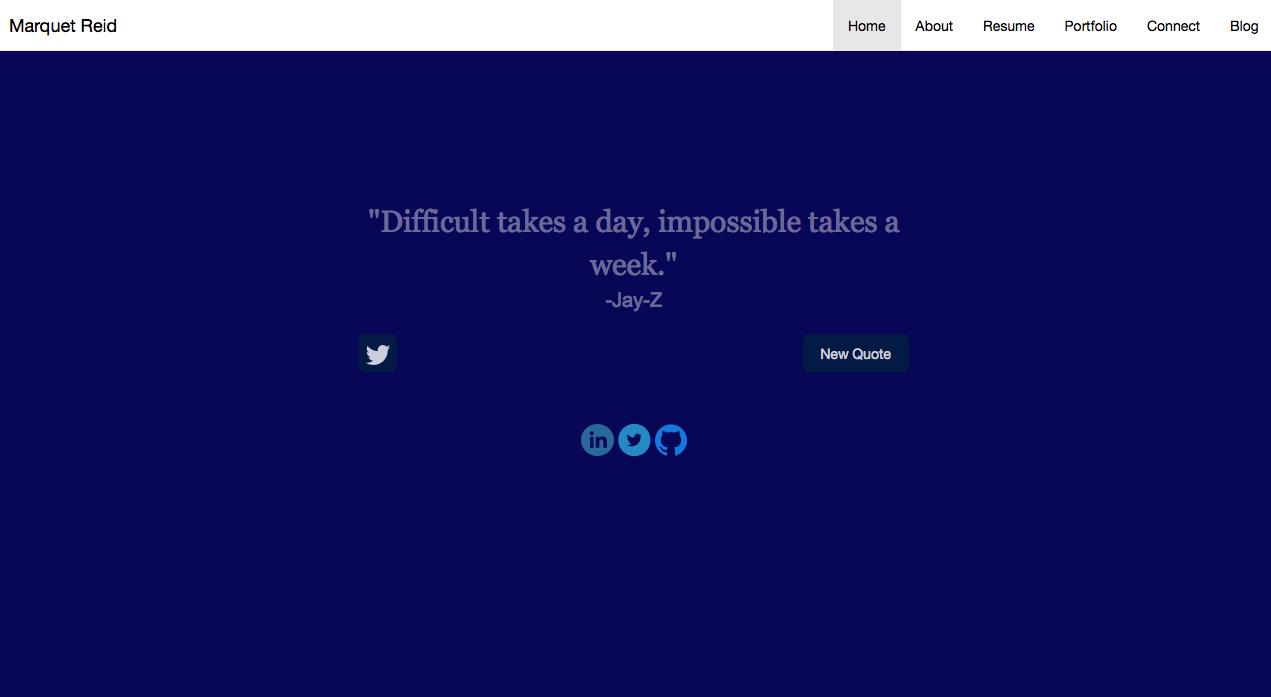 Marquet Reid
Home About Resume Portfolio Connect Blog
"Difficult takes a day, impossible takes a
week."
-Jay-Z
New Quote
in